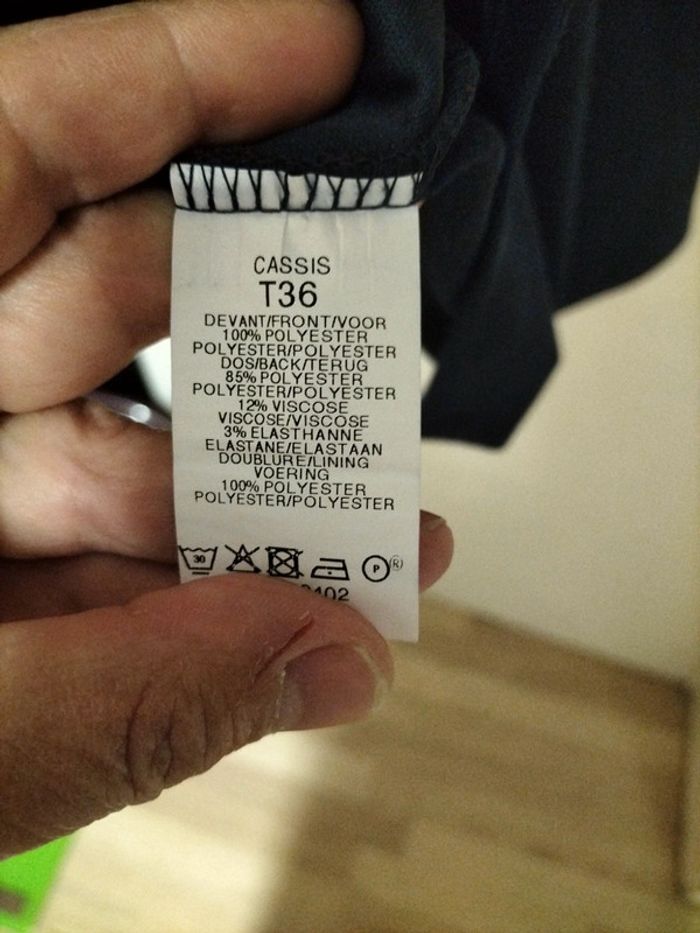 CASSIS
T36
DEVANT/FRONT/VOOR
100% POLYESTER
POLYESTER/POLYESTER
DOS/BACK/TERUG
85% POLYESTER
POLYESTER/POLYESTER
12% VISCOSE
VISCOSE/VISCOSE
3% ELASTHANNE
ELASTANE/ELASTAAN
DOUBLURE/LINING
VOERING
100% POLYESTER
POLYESTER/POLYESTER
30 P ®